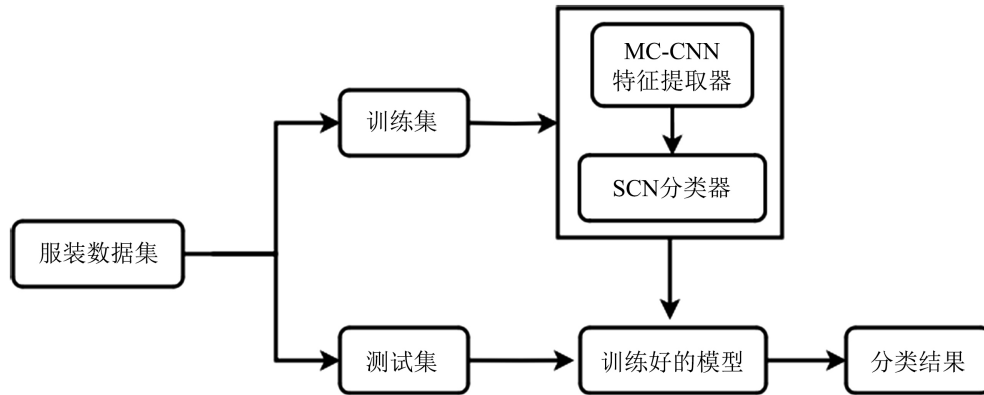 MC-CNN
特征提取器
训练集
SCN分类器
服装数据集
测试集
训练好的模型
分类结果